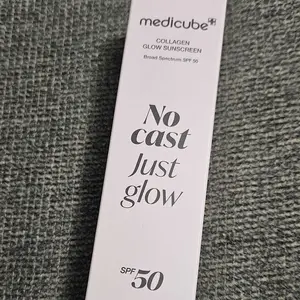 medicube
COLLAGEN
GLOW SUNSCREEN
Broad Spectrum SPF 50
No
cast
Just
glow
SPF 50